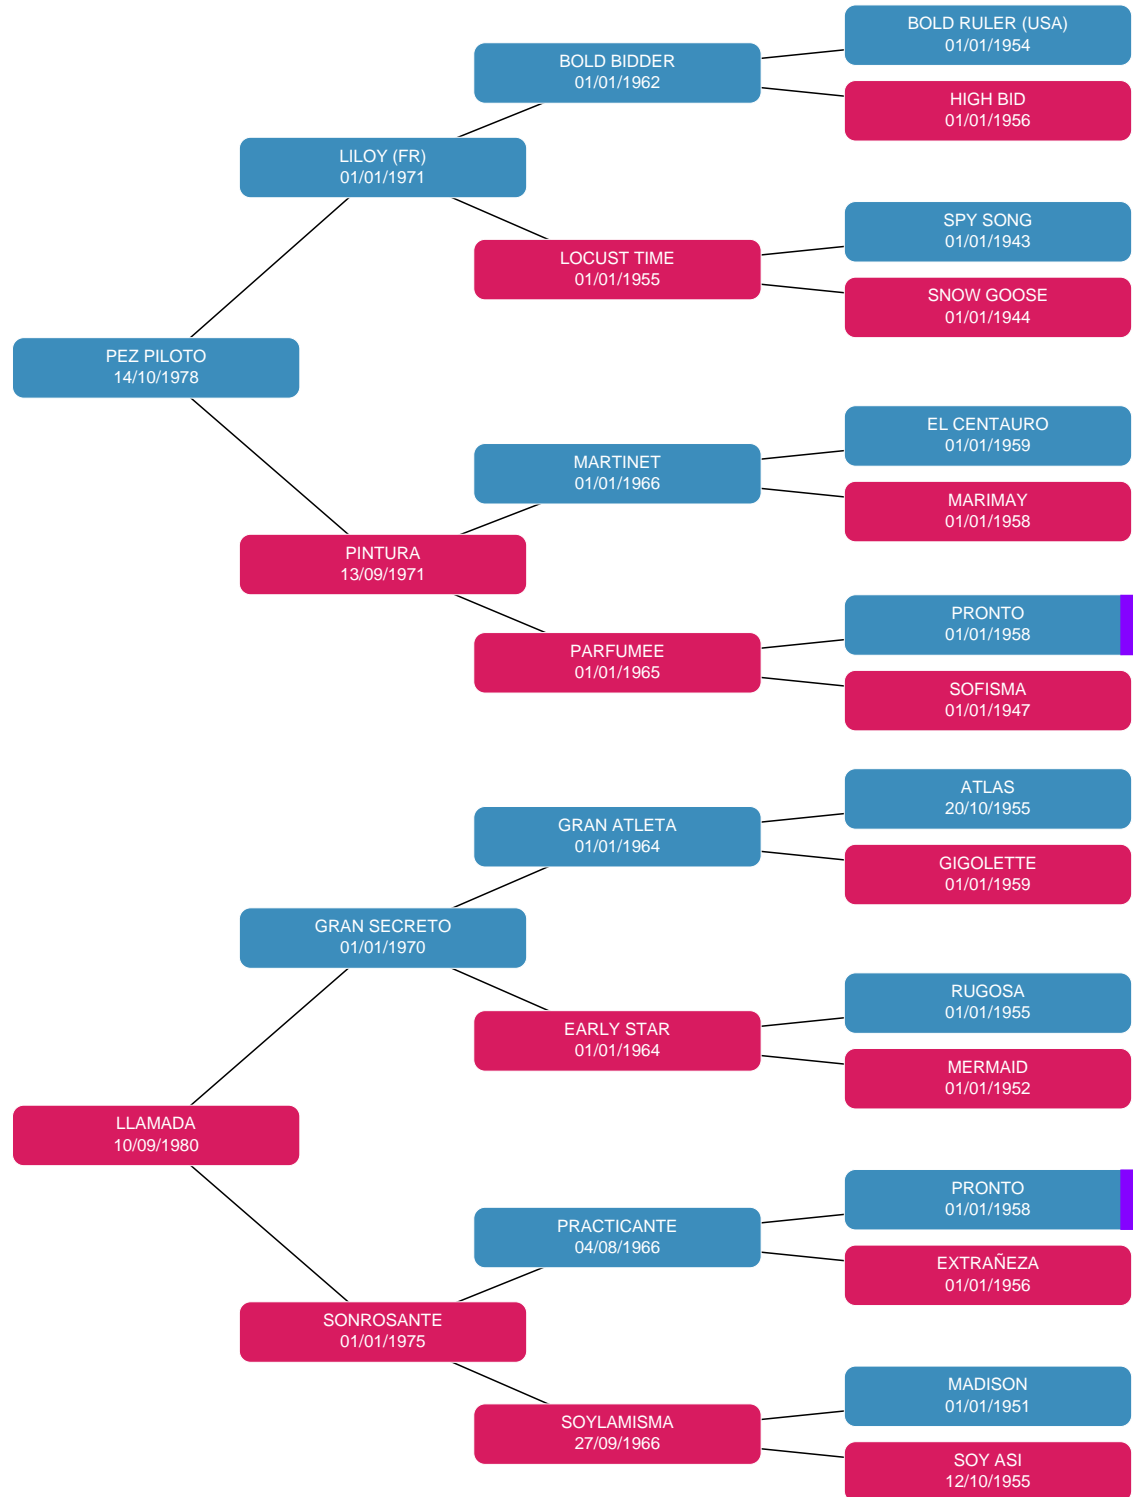 BOLD RULER (USA)
01/01/1954
BOLD BIDDER
01/01/1962
HIGH BID
01/01/1956
LILOY (FR)
01/01/1971
SPY SONG
01/01/1943
LOCUST TIME
01/01/1955
SNOW GOOSE
01/01/1944
PEZ PILOTO
14/10/1978
EL CENTAURO
01/01/1959
MARTINET
01/01/1966
MARIMAY
01/01/1958
PINTURA
13/09/1971
PRONTO
01/01/1958
PARFUMEE
01/01/1965
SOFISMA
01/01/1947
ATLAS
20/10/1955
GRAN ATLETA
01/01/1964
GIGOLETTE
01/01/1959
GRAN SECRETO
01/01/1970
RUGOSA
01/01/1955
EARLY STAR
01/01/1964
MERMAID
01/01/1952
LLAMADA
10/09/1980
PRONTO
01/01/1958
PRACTICANTE
04/08/1966
EXTRAÑEZA
01/01/1956
SONROSANTE
01/01/1975
MADISON
01/01/1951
SOYLAMISMA
27/09/1966
SOY ASI
12/10/1955